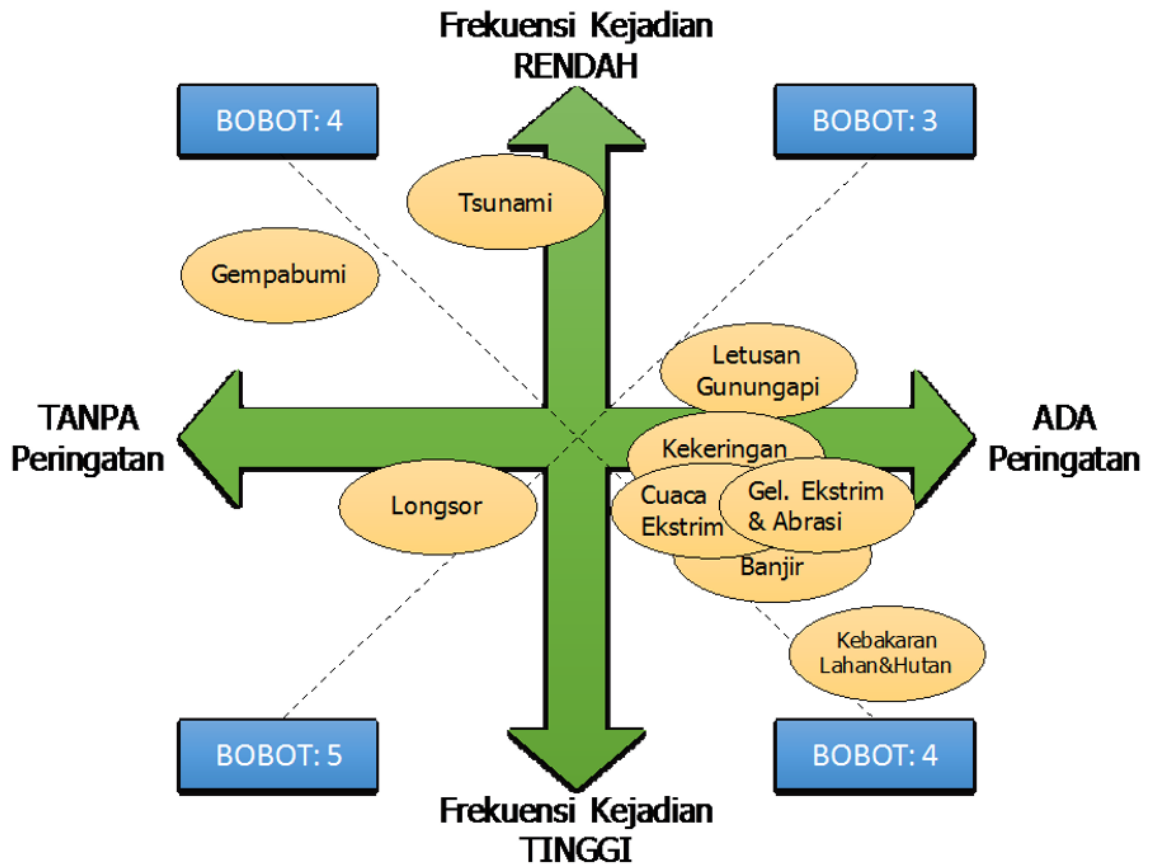 Frekuensi Kejadian
RENDAH
BOBOT: 4
BOBOT: 3
Tsunami
Gempabumi
Letusan
Gunungapi
TANPA
Peringatan
ADA
Peringatan
Kekeringan
Longsor
Cuaca
Ekstrim
Gel. Ekstrim
& Abrasi
Banjir
Kebakaran
Lahan&Hutan
BOBOT: 5
BOBOT: 4
Frekuensi Kejadian
TINGGI